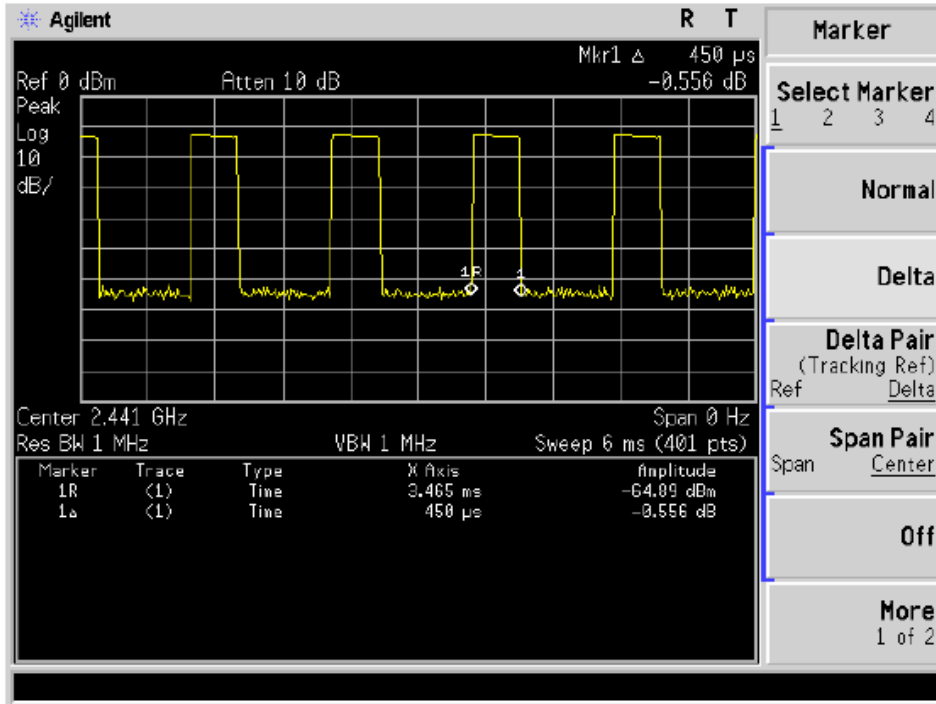 Agilent R T
Mkr1 Δ 450 µs
Ref 0 dBm Atten 10 dB -0.556 dB
Peak
Log
10
dB/
1R 1
Center 2.441 GHz Span 0 Hz
Res BW 1 MHz VBW 1 MHz Sweep 6 ms (401 pts)
Marker Trace Type X Axis Amplitude
1R (1) Time 3.465 ms -64.09 dBm
1Δ (1) Time 450 µs -0.556 dB
Marker
Select Marker
1 2 3 4
Normal
Delta
Delta Pair
(Tracking Ref)
Ref Delta
Span Pair
Span Center
Off
More
1 of 2